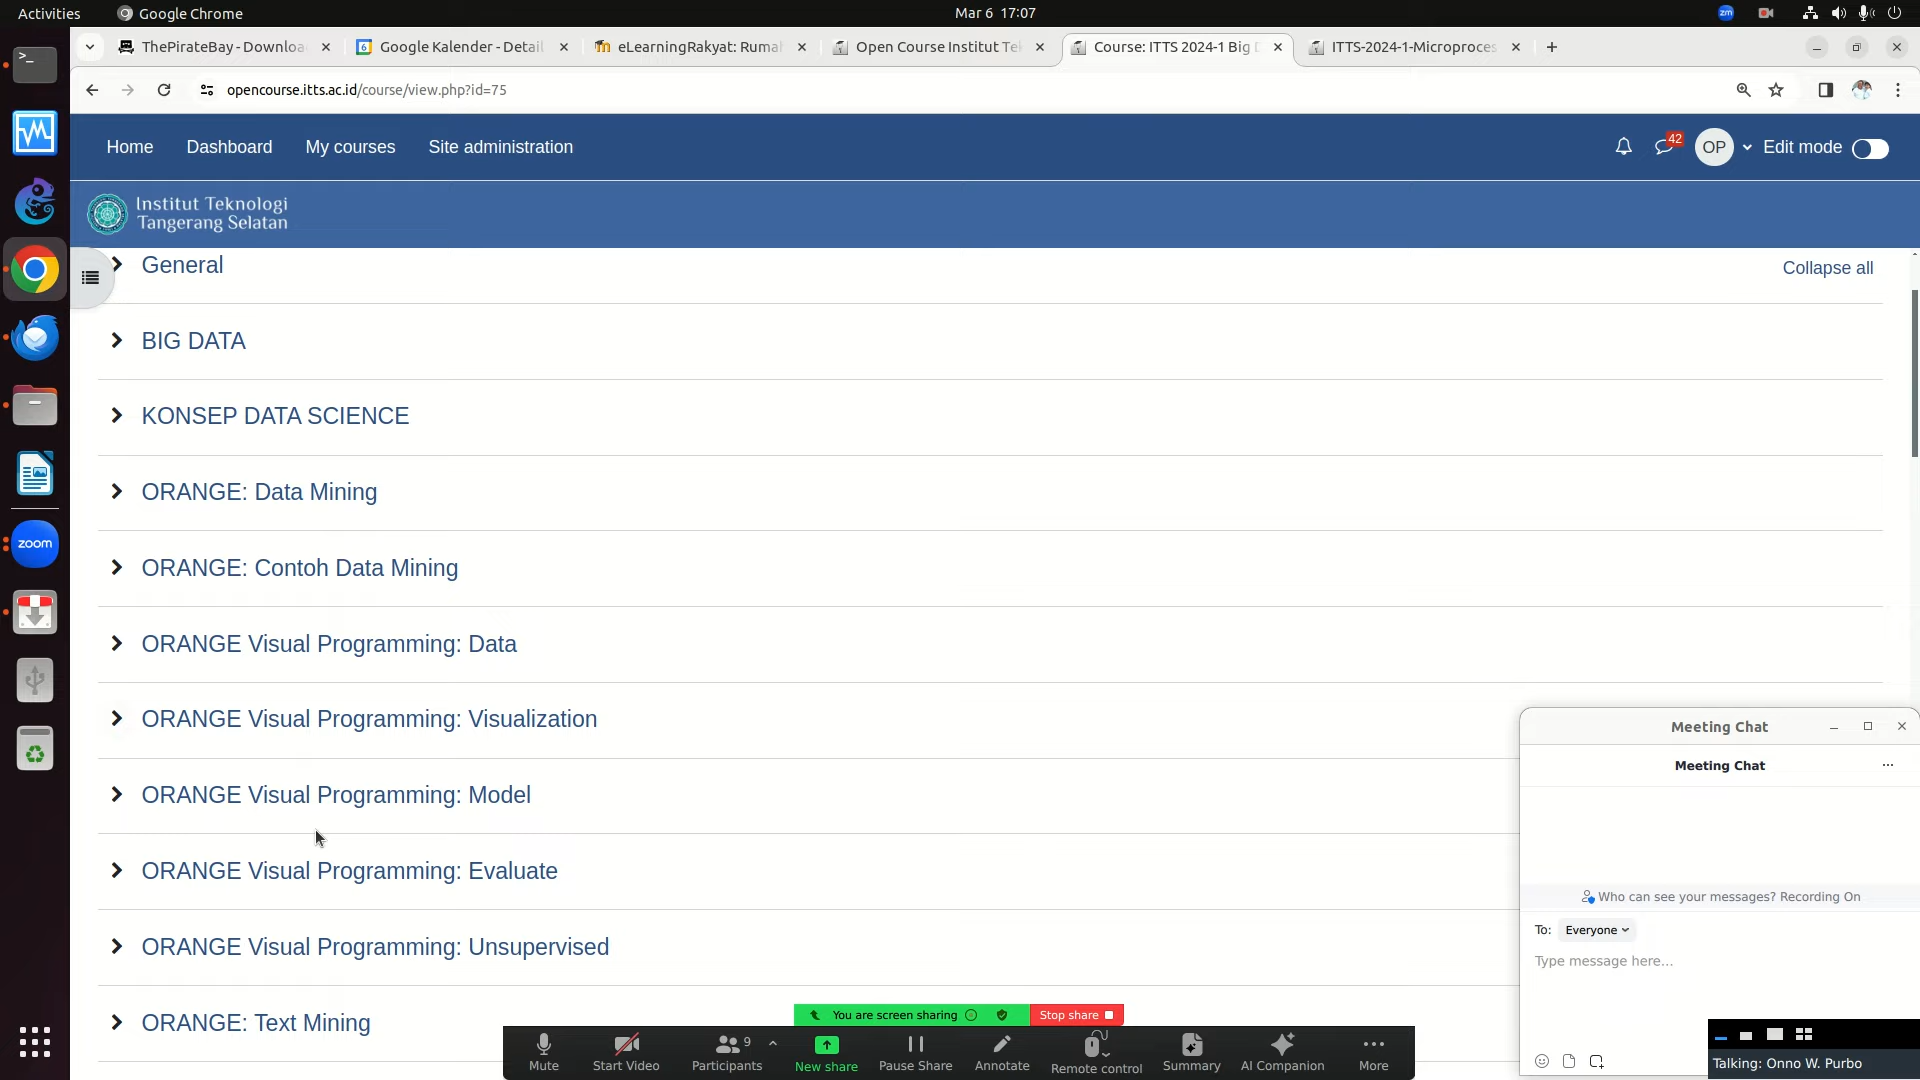 Activities
Google Chrome
Mar 6 17:07
zm
ThePirateBay - Downloa
6
Google Kalender - Detail
eLearningRakyat: Ruma
Open Course Institut Te
Course: ITTS 2024-1 Big D
ITTS-2024-1-Microproces
opencourse.itts.ac.id/course/view.php?id=75
Home
Dashboard
My courses
Site administration
42
OP
Edit mode
Institut Teknologi
Tangerang Selatan
General
Collapse all
BIG DATA
KONSEP DATA SCIENCE
ORANGE: Data Mining
ORANGE: Contoh Data Mining
ORANGE Visual Programming: Data
ORANGE Visual Programming: Visualization
ORANGE Visual Programming: Model
ORANGE Visual Programming: Evaluate
ORANGE Visual Programming: Unsupervised
ORANGE: Text Mining
zoom
Meeting Chat
Meeting Chat
Who can see your messages? Recording On
To: Everyone
Type message here...
You are screen sharing
Stop share
Mute
Start Video
Participants
9
New share
Pause Share
Annotate
Remote control
Summary
AI Companion
More
Talking: Onno W. Purbo